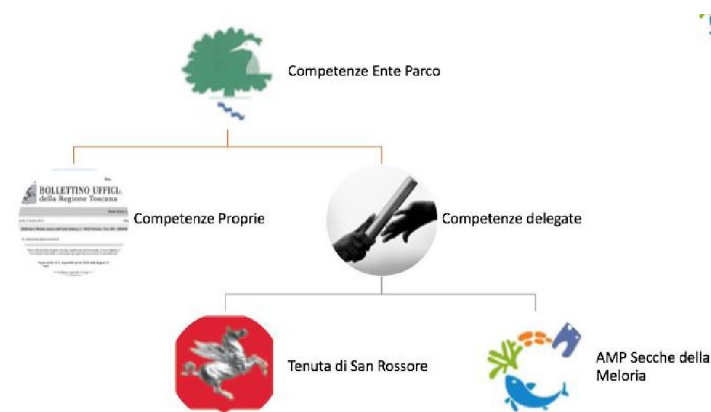 Competenze Ente Parco
BOLLETTINO UFFICI
della Regione Toscana
Competenze Proprie
Competenze delegate
Tenuta di San Rossore
AMP Secche della
Meloria